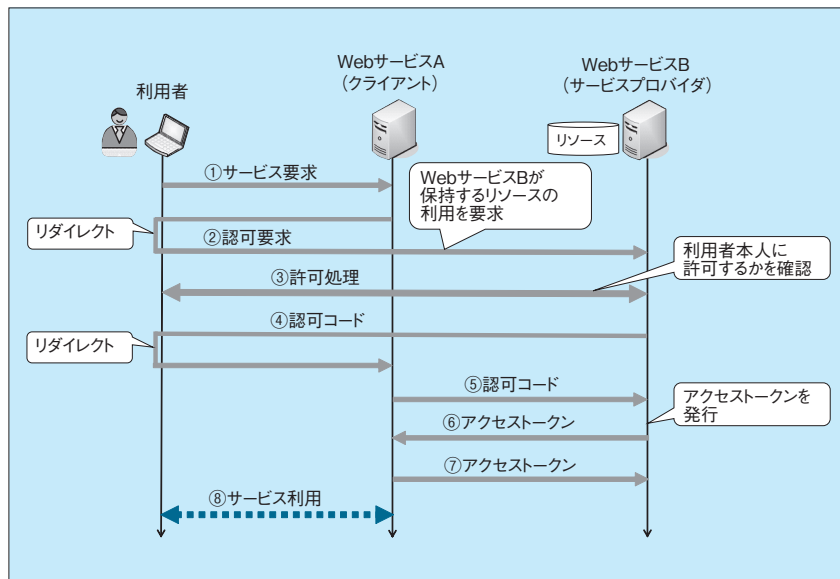 利用者
WebサービスA
(クライアント)
WebサービスB
(サービスプロバイダ)
リソース
①サービス要求
WebサービスBが
保持するリソースの
利用を要求
リダイレクト
②認可要求
利用者本人に
許可するかを確認
③許可処理
④認可コード
リダイレクト
⑤認可コード
アクセストークンを
発行
⑥アクセストークン
⑦アクセストークン
⑧サービス利用